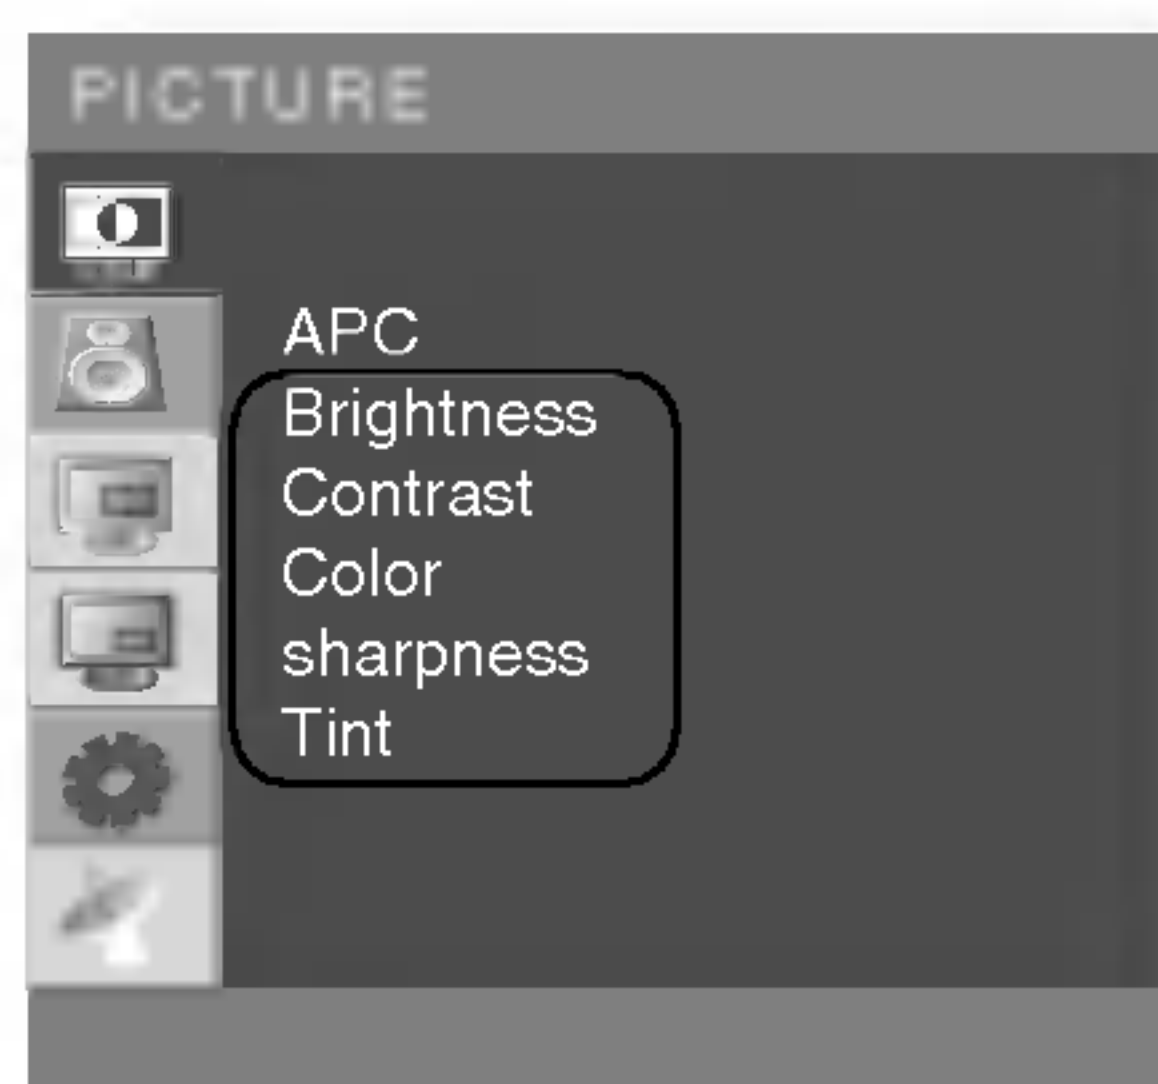 PICTURE
APC
Brightness
Contrast
Color
sharpness
Tint